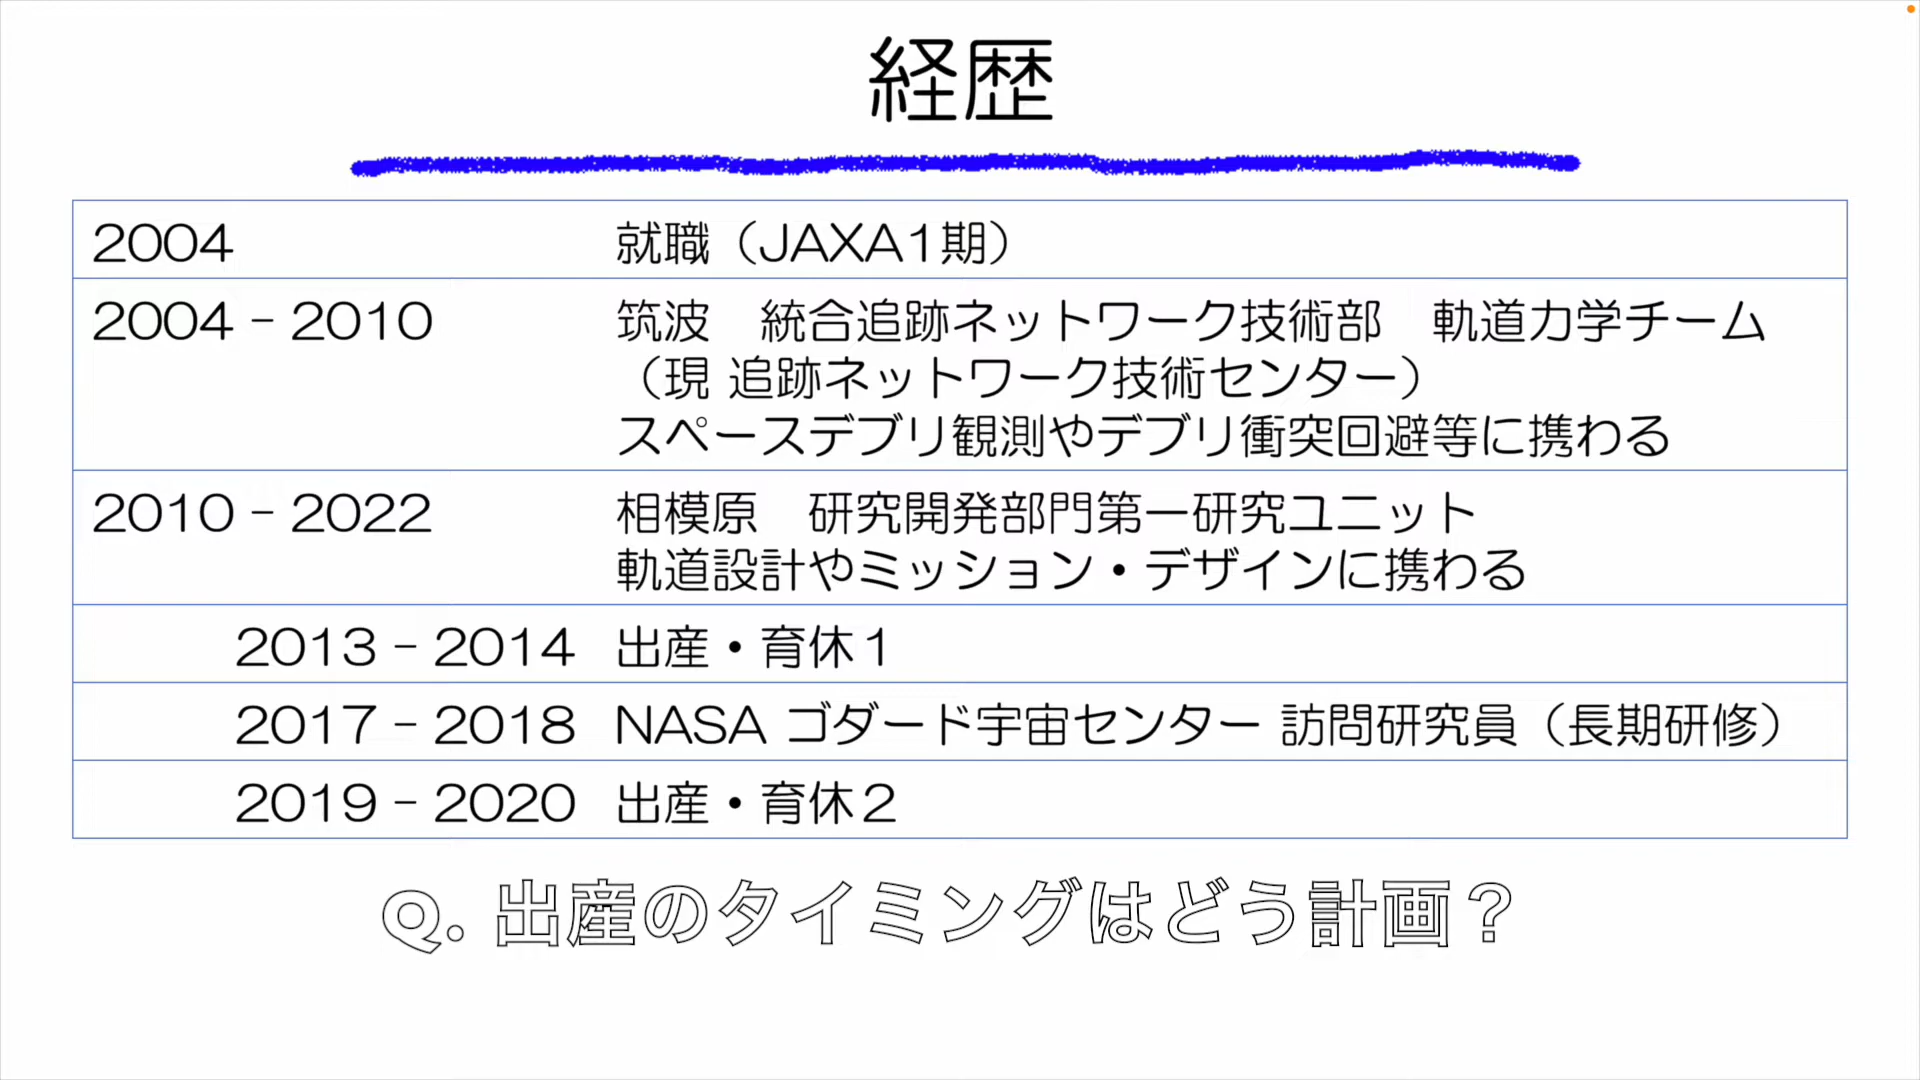 経歴
2004 就職（JAXA1期）
2004 - 2010 筑波　統合追跡ネットワーク技術部　軌道力学チーム
（現 追跡ネットワーク技術センター）
スペースデブリ観測やデブリ衝突回避等に携わる
2010 - 2022 相模原　研究開発部門第一研究ユニット
軌道設計やミッション・デザインに携わる
2013 - 2014 出産・育休1
2017 - 2018 NASA ゴダード宇宙センター 訪問研究員（長期研修）
2019 - 2020 出産・育休2
Q. 出産のタイミングはどう計画？